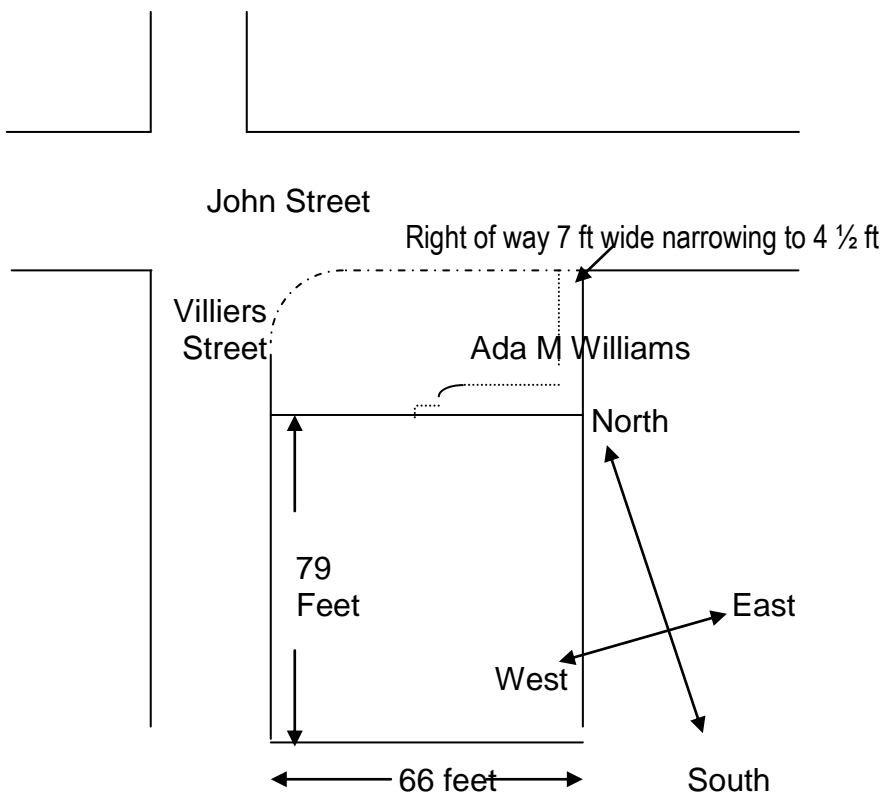 John Street
Right of way 7 ft wide narrowing to 4 ½ ft
Villiers
Street
Ada M Williams
North
79
Feet
East
West
66 feet
South